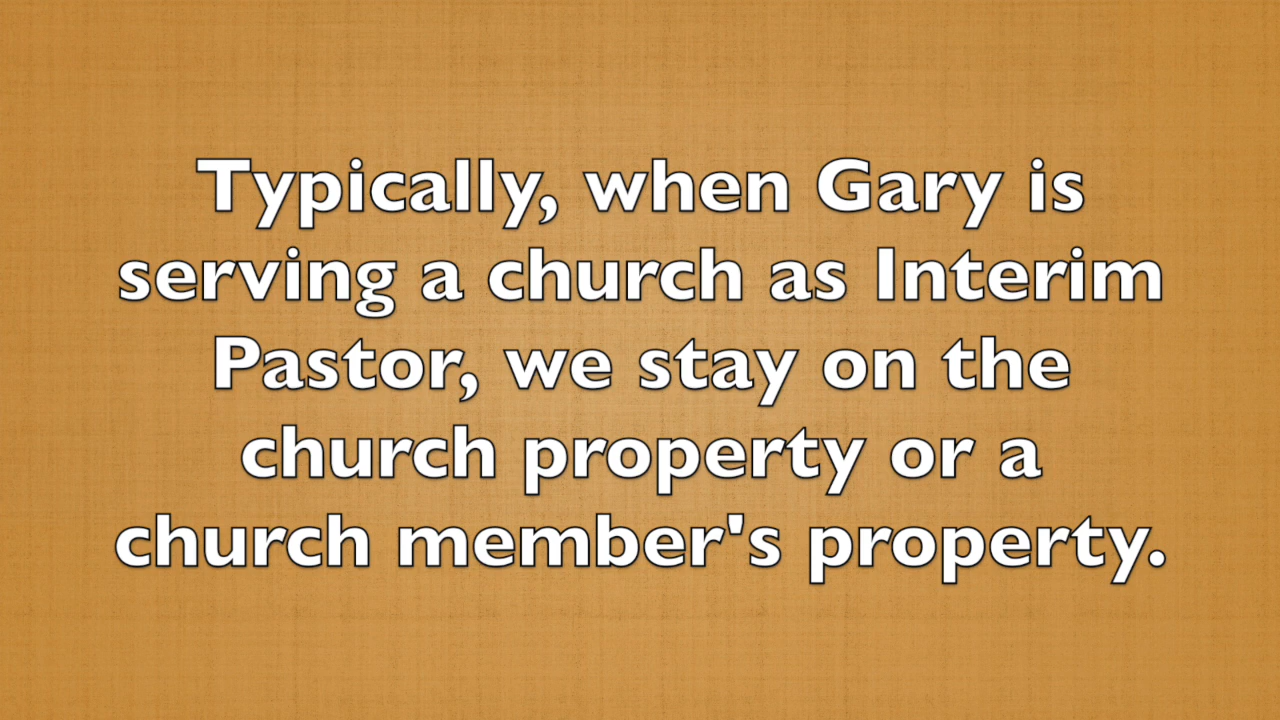 Typically, when Gary is
serving a church as Interim
Pastor, we stay on the
church property or a
church member's property.